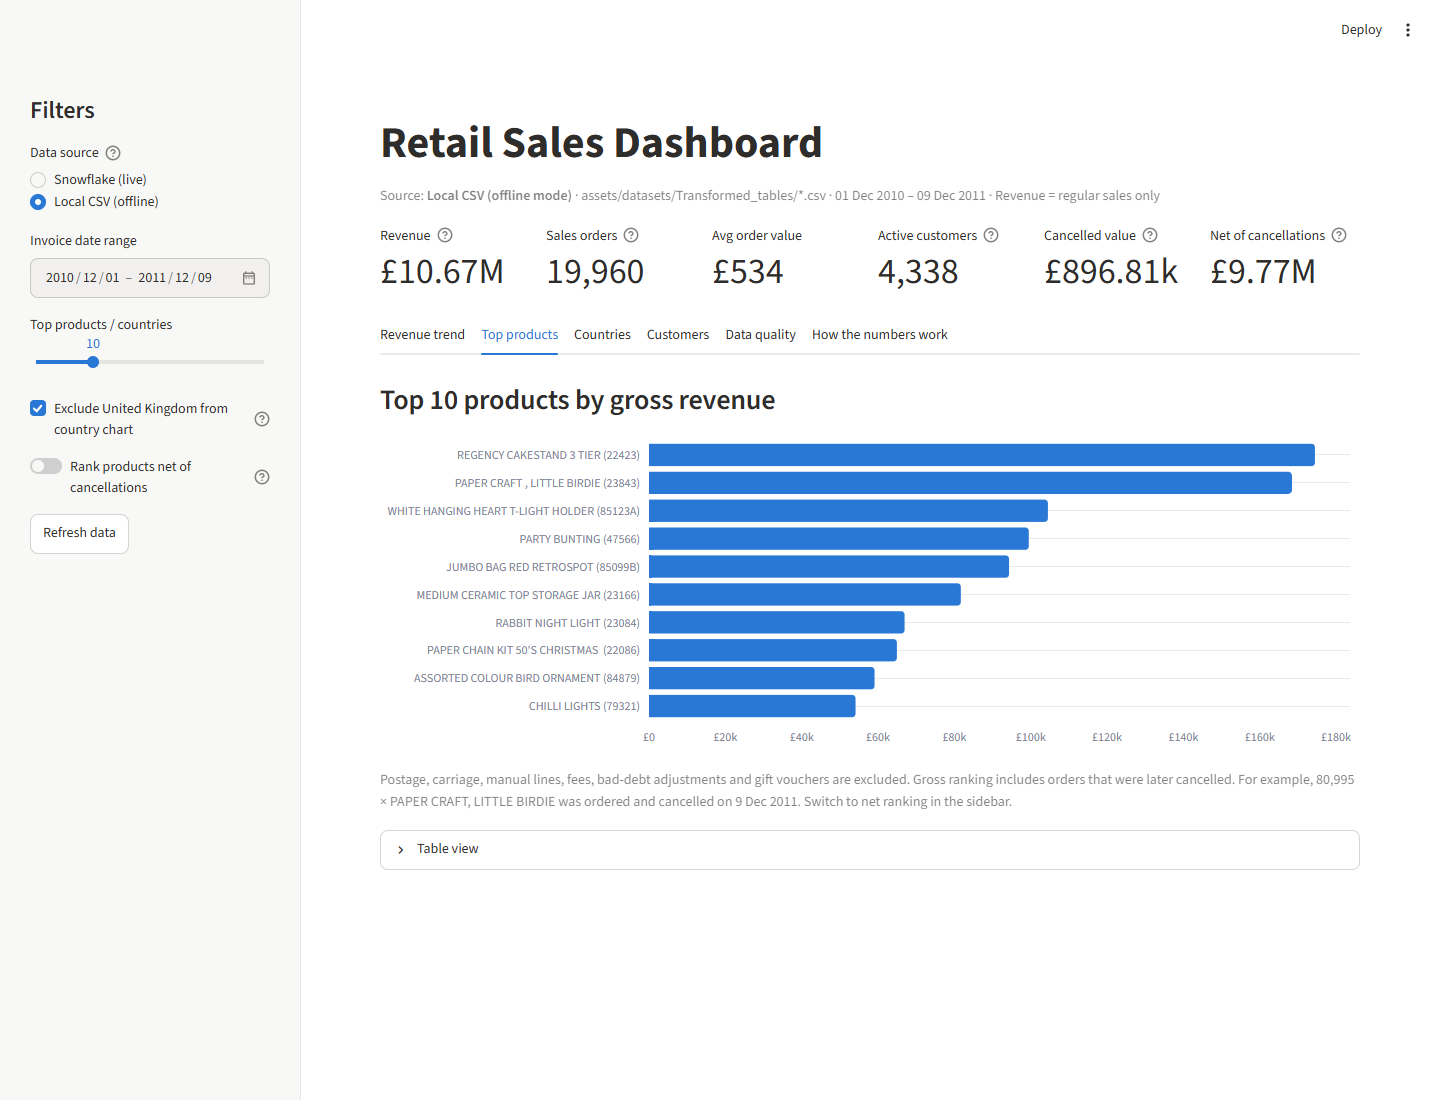 Deploy
Filters
Data source
Snowflake (live)
Local CSV (offline)
Invoice date range
2010 / 12 / 01 – 2011 / 12 / 09
Top products / countries
10
Exclude United Kingdom from
country chart
Rank products net of
cancellations
Refresh data
Retail Sales Dashboard
Source: Local CSV (offline mode) · assets/datasets/Transformed_tables/*.csv · 01 Dec 2010 – 09 Dec 2011 · Revenue = regular sales only
Revenue Sales orders Avg order value Active customers Cancelled value Net of cancellations
£10.67M 19,960 £534 4,338 £896.81k £9.77M
Revenue trend Top products Countries Customers Data quality How the numbers work
Top 10 products by gross revenue
REGENCY CAKESTAND 3 TIER (22423)
PAPER CRAFT , LITTLE BIRDIE (23843)
WHITE HANGING HEART T-LIGHT HOLDER (85123A)
PARTY BUNTING (47566)
JUMBO BAG RED RETROSPOT (85099B)
MEDIUM CERAMIC TOP STORAGE JAR (23166)
RABBIT NIGHT LIGHT (23084)
PAPER CHAIN KIT 50'S CHRISTMAS (22086)
ASSORTED COLOUR BIRD ORNAMENT (84879)
CHILLI LIGHTS (79321)
£0 £20k £40k £60k £80k £100k £120k £140k £160k £180k
Postage, carriage, manual lines, fees, bad-debt adjustments and gift vouchers are excluded. Gross ranking includes orders that were later cancelled. For example, 80,995
× PAPER CRAFT, LITTLE BIRDIE was ordered and cancelled on 9 Dec 2011. Switch to net ranking in the sidebar.
Table view